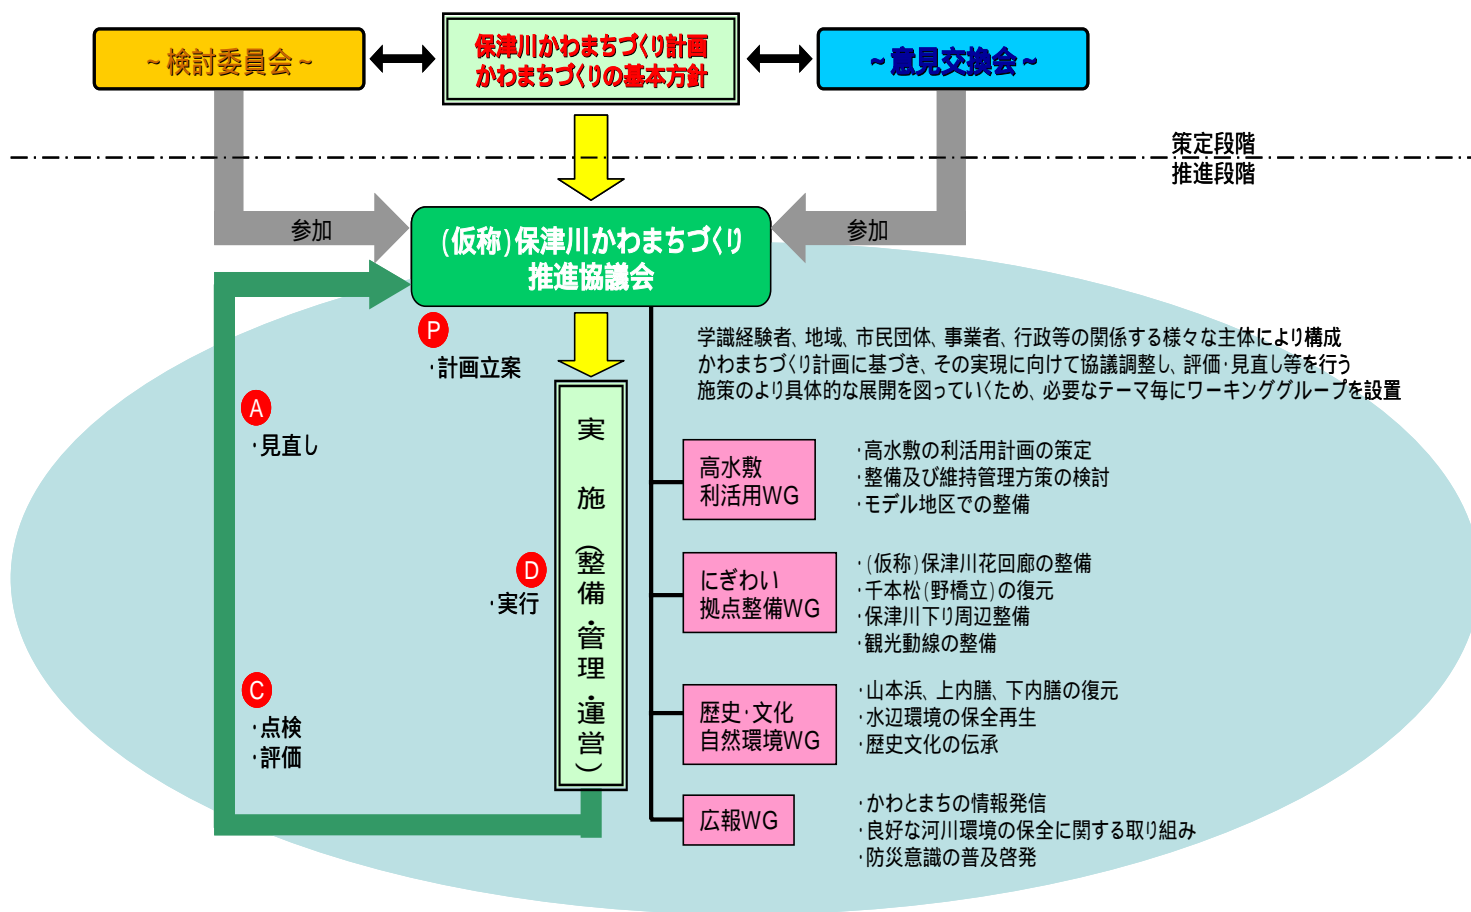 ～検討委員会～
保津川かわまちづくり計画
かわまちづくりの基本方針
～意見交換会～
策定段階
推進段階
参加
参加
(仮称)保津川かわまちづくり
推進協議会
P
・計画立案
学識経験者、地域、市民団体、事業者、行政等の関係する様々な主体により構成
かわまちづくり計画に基づき、その実現に向けて協議調整し、評価・見直し等を行う
施策のより具体的な展開を図っていくため、必要なテーマ毎にワーキンググループを設置
A
・見直し
実施(整備・管理・運営)
D
・実行
C
・点検
・評価
高水敷
利活用WG
・高水敷の利活用計画の策定
・整備及び維持管理方策の検討
・モデル地区での整備
にぎわい
拠点整備WG
・(仮称)保津川花回廊の整備
・千本松(野橋立)の復元
・保津川下り周辺整備
・観光動線の整備
歴史・文化
自然環境WG
・山本浜、上内膳、下内膳の復元
・水辺環境の保全再生
・歴史文化の伝承
広報WG
・かわとまちの情報発信
・良好な河川環境の保全に関する取り組み
・防災意識の普及啓発